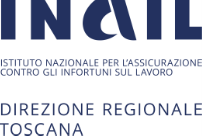 INAIL
ISTITUTO NAZIONALE PER L'ASSICURAZIONE
CONTRO GLI INFORTUNI SUL LAVORO
DIREZIONE REGIONALE
TOSCANA